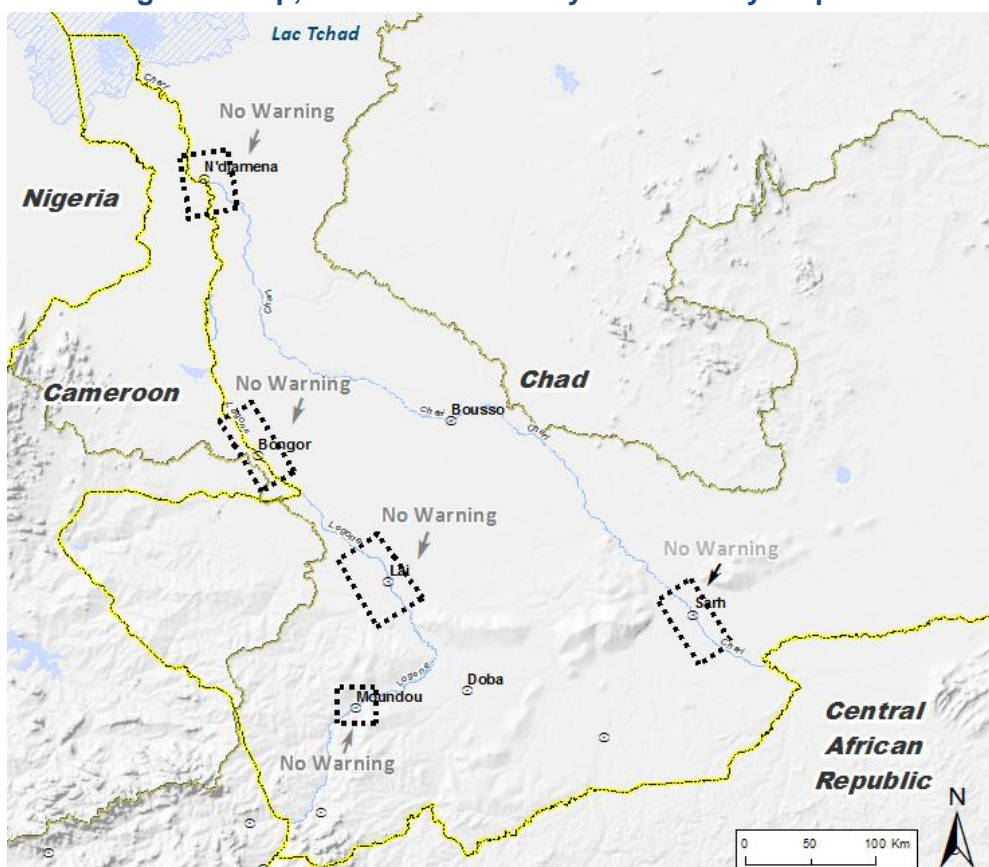 Lac Tchad
Chari
No Warning
N'djamena
Nigeria
Chari
Chad
Cameroon
No Warning
Logone
Bongor
Chari
Bousso
Chari
No Warning
Logone
Lai
No Warning
Sarh
Chari
Logone
Doba
Moundou
No Warning
Central
African
Republic
N
0 50 100 Km